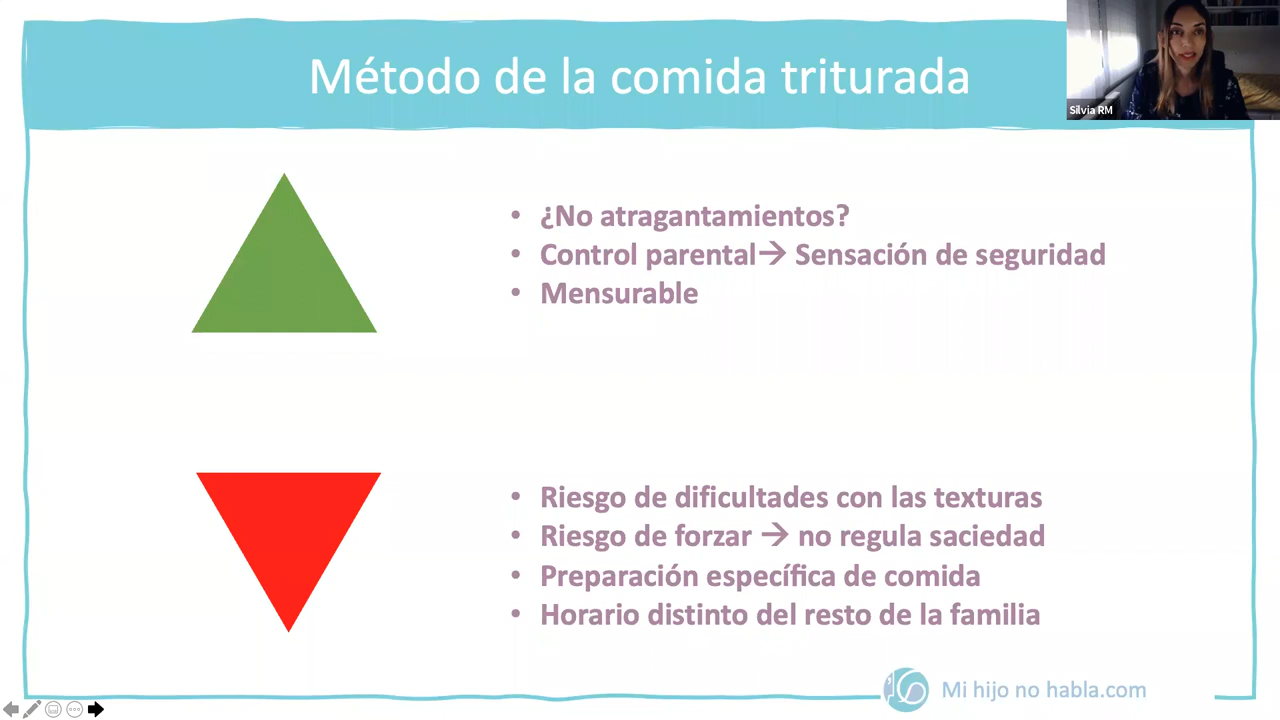 Método de la comida triturada
Silvia RM
• ¿No atragantamientos?
• Control parental→ Sensación de seguridad
• Mensurable
• Riesgo de dificultades con las texturas
• Riesgo de forzar → no regula saciedad
• Preparación específica de comida
• Horario distinto del resto de la familia
Mi hijo no habla.com